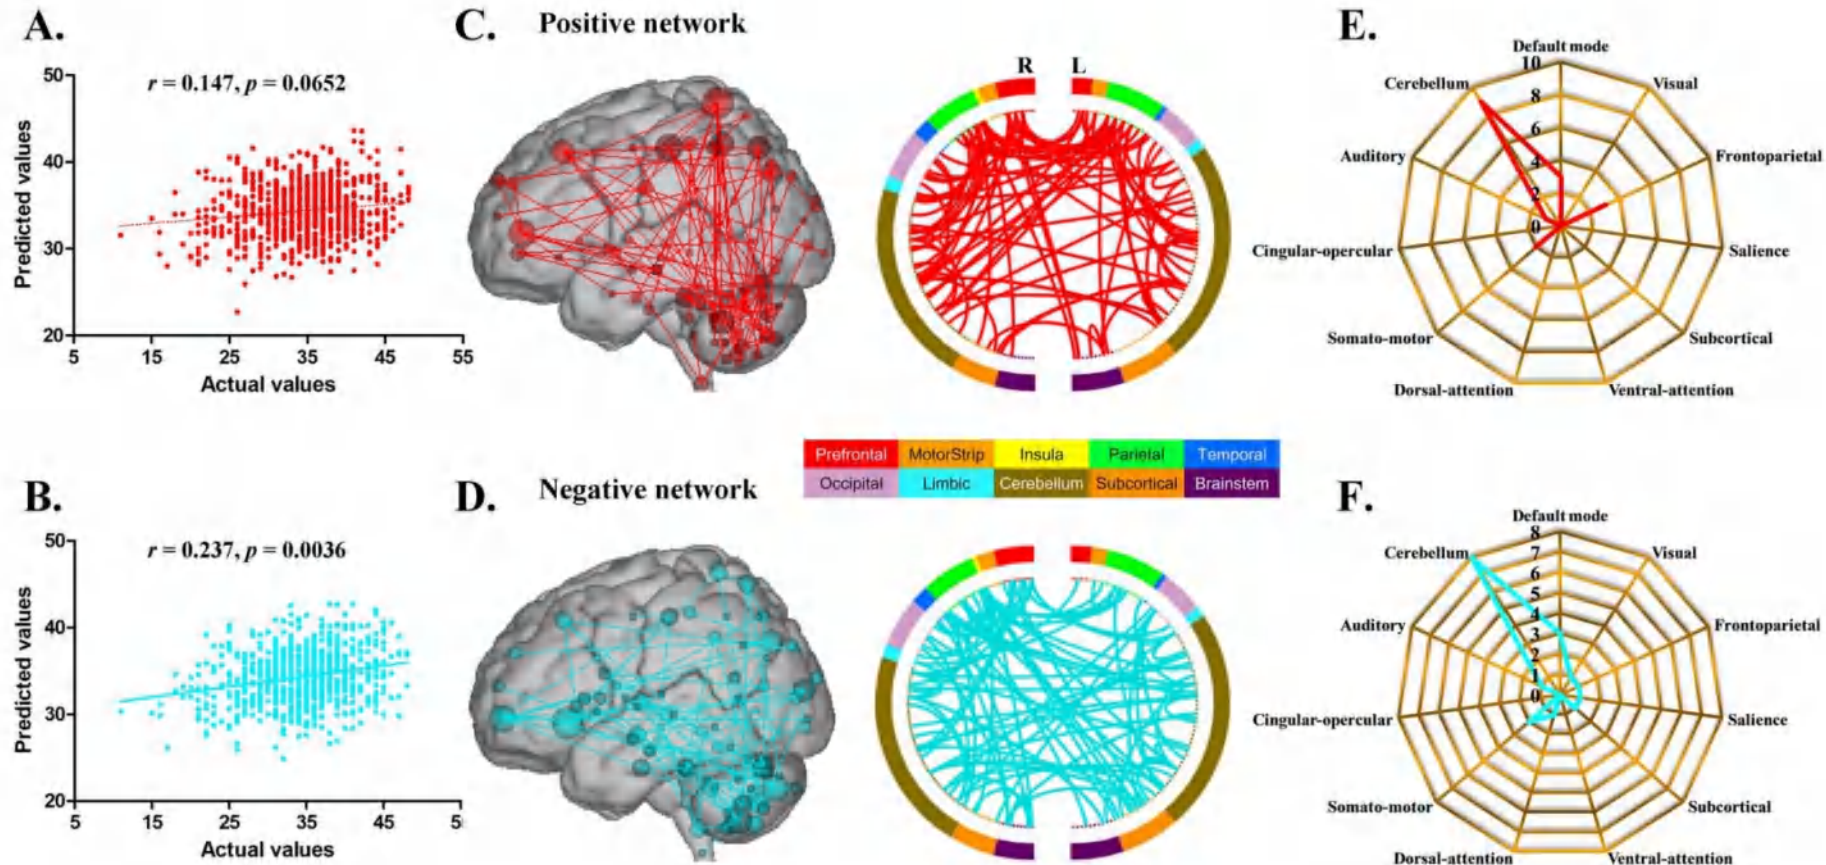 A.
r = 0.147, p = 0.0652
50
40
30
20
Predicted values
5 15 25 35 45 55
Actual values
C.
Positive network
R L
E.
Default mode
Visual
Frontoparietal
Salience
Subcortical
Ventral-attention
Dorsal-attention
Somato-motor
Cingular-opercular
Auditory
Cerebellum
10
8
6
4
2
0
Prefrontal MotorStrip Insula Parietal Temporal
Occipital Limbic Cerebellum Subcortical Brainstem
B.
r = 0.237, p = 0.0036
50
40
30
20
Predicted values
5 15 25 35 45 5
Actual values
D.
Negative network
F.
Default mode
Visual
Frontoparietal
Salience
Subcortical
Ventral-attention
Dorsal-attention
Somato-motor
Cingular-opercular
Auditory
Cerebellum
8
7
6
5
4
3
2
1
0